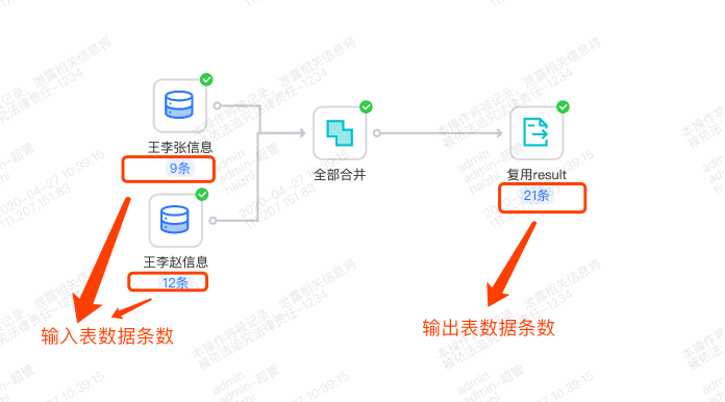 王李张信息
9条
王李赵信息
12条
全部合并
复用result
21条
输入表数据条数
输出表数据条数
本操作将被记录，泄露相关信息将
被依法追究法律责任-1234
admin
admin-超管
haizhi
2020-04-27 10:39:15
111.207.151.83